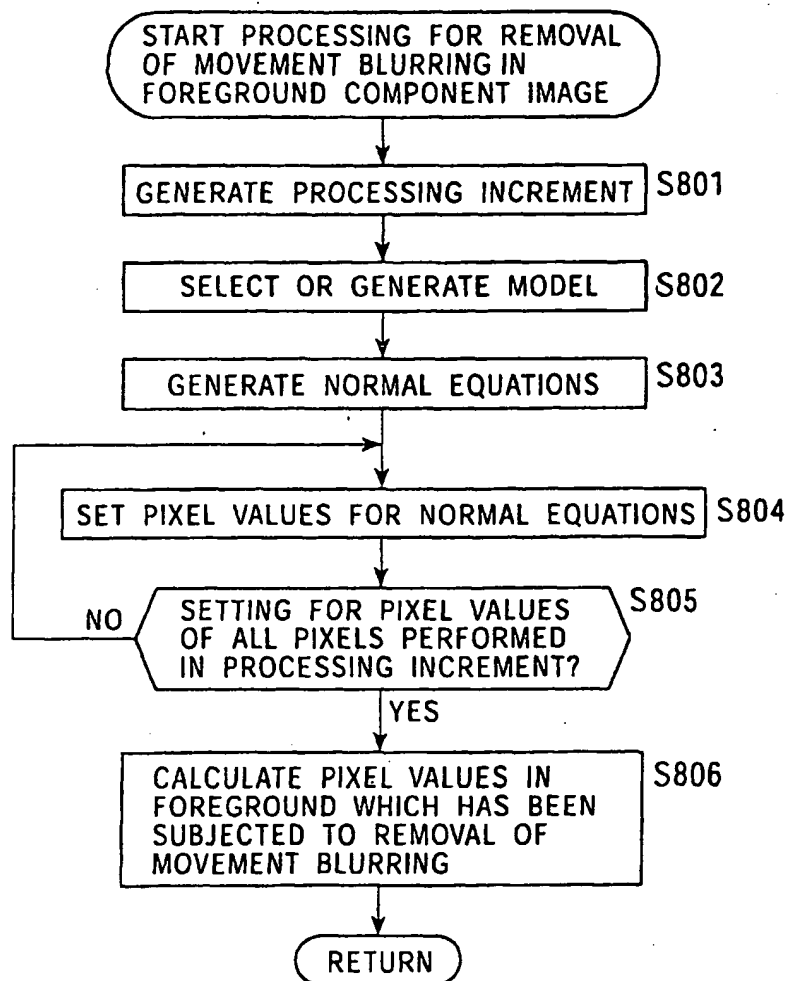 START PROCESSING FOR REMOVAL
OF MOVEMENT BLURRING IN
FOREGROUND COMPONENT IMAGE
GENERATE PROCESSING INCREMENT
S801
SELECT OR GENERATE MODEL
S802
GENERATE NORMAL EQUATIONS
S803
SET PIXEL VALUES FOR NORMAL EQUATIONS
S804
SETTING FOR PIXEL VALUES
OF ALL PIXELS PERFORMED
IN PROCESSING INCREMENT?
S805
NO
YES
CALCULATE PIXEL VALUES IN
FOREGROUND WHICH HAS BEEN
SUBJECTED TO REMOVAL OF
MOVEMENT BLURRING
S806
RETURN